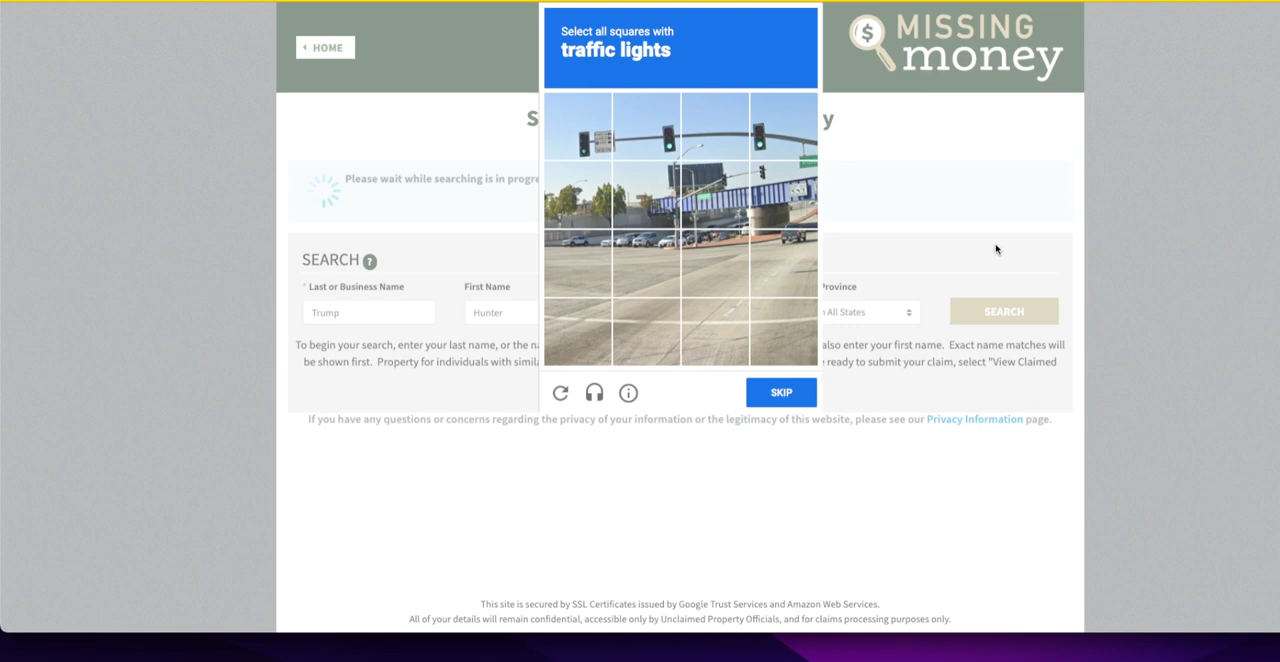 HOME
Select all squares with
traffic lights
$
MISSING
money
S
y
Please wait while searching is in progre
SEARCH ?
* Last or Business Name
First Name
Province
Trump
Hunter
All States
SEARCH
To begin your search, enter your last name, or the n
also enter your first name. Exact name matches will
be shown first. Property for individuals with simila
ready to submit your claim, select "View Claimed
SKIP
If you have any questions or concerns regarding the privacy of your information or the legitimacy of this website, please see our Privacy Information page.
This site is secured by SSL Certificates issued by Google Trust Services and Amazon Web Services.
All of your details will remain confidential, accessible only by Unclaimed Property Officials, and for claims processing purposes only.